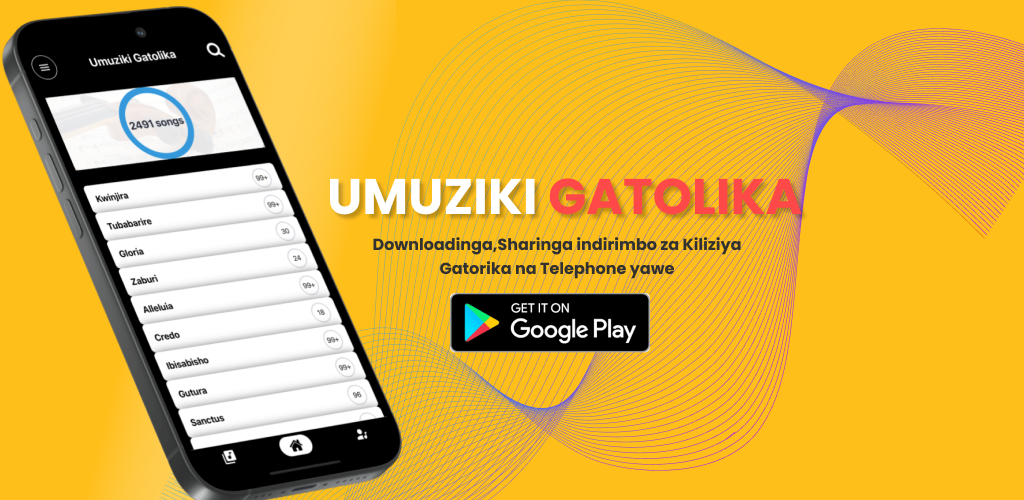 Umuziki Gatolika
2491 songs
Kwinjira 99+
Tubabarire 99+
Gloria 30
Zaburi 24
Alleluia 99+
Credo 18
Ibisabisho 99+
Gutura 99+
Sanctus 96
UMUZIKI GATOLIKA
Downloadinga,Sharinga indirimbo za Kiliziya
Gatorika na Telephone yawe
GET IT ON
Google Play